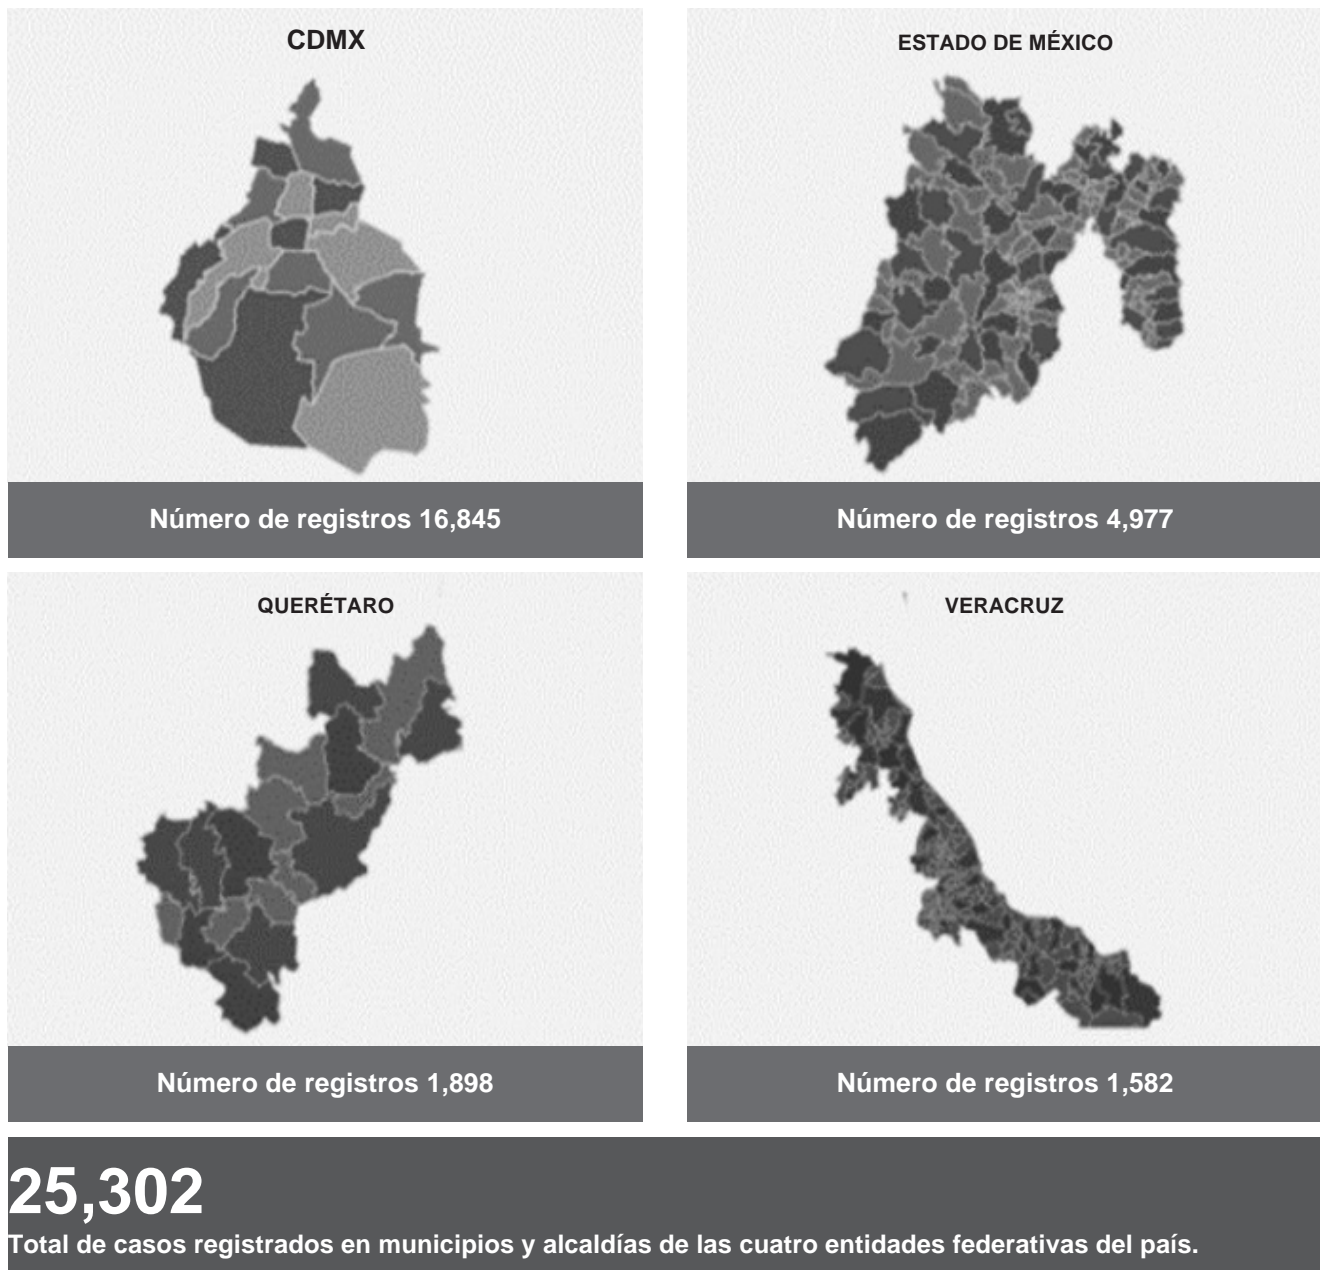 CDMX
ESTADO DE MÉXICO
Número de registros 16,845
Número de registros 4,977
QUERÉTARO
VERACRUZ
Número de registros 1,898
Número de registros 1,582
25,302
Total de casos registrados en municipios y alcaldías de las cuatro entidades federativas del país.